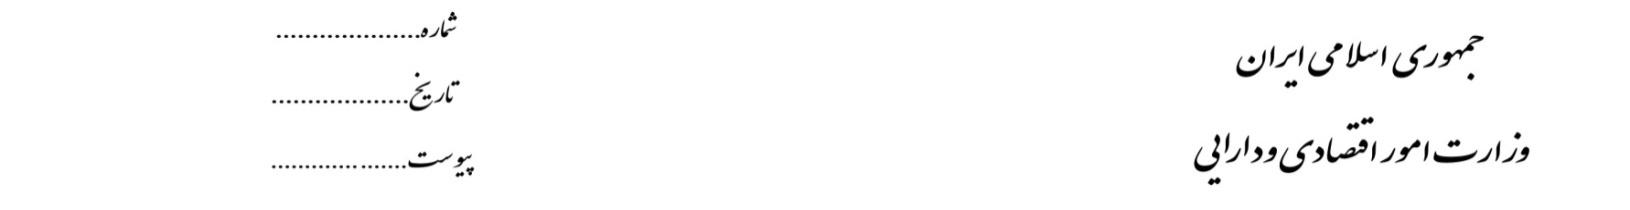 جمهوری اسلامی ایران
وزارت امور اقتصادی و دارایی
شماره....................
تاریخ...................
پیوست...................